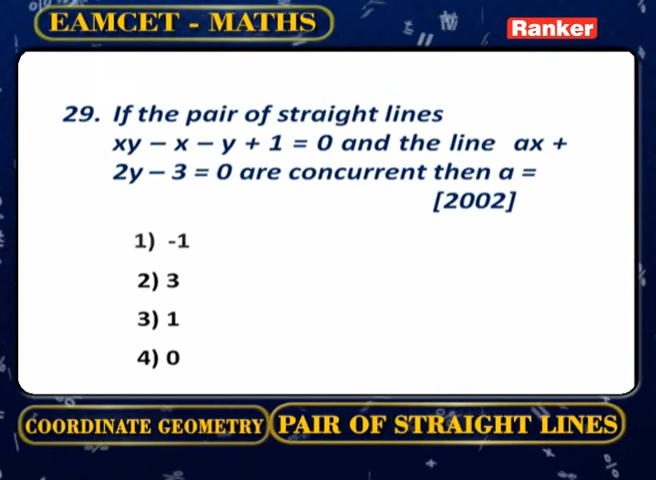 EAMCET - MATHS
Ranker
29. If the pair of straight lines
xy – x – y + 1 = 0 and the line ax +
2y – 3 = 0 are concurrent then a =
[2002]
1) -1
2) 3
3) 1
4) 0
COORDINATE GEOMETRY PAIR OF STRAIGHT LINES